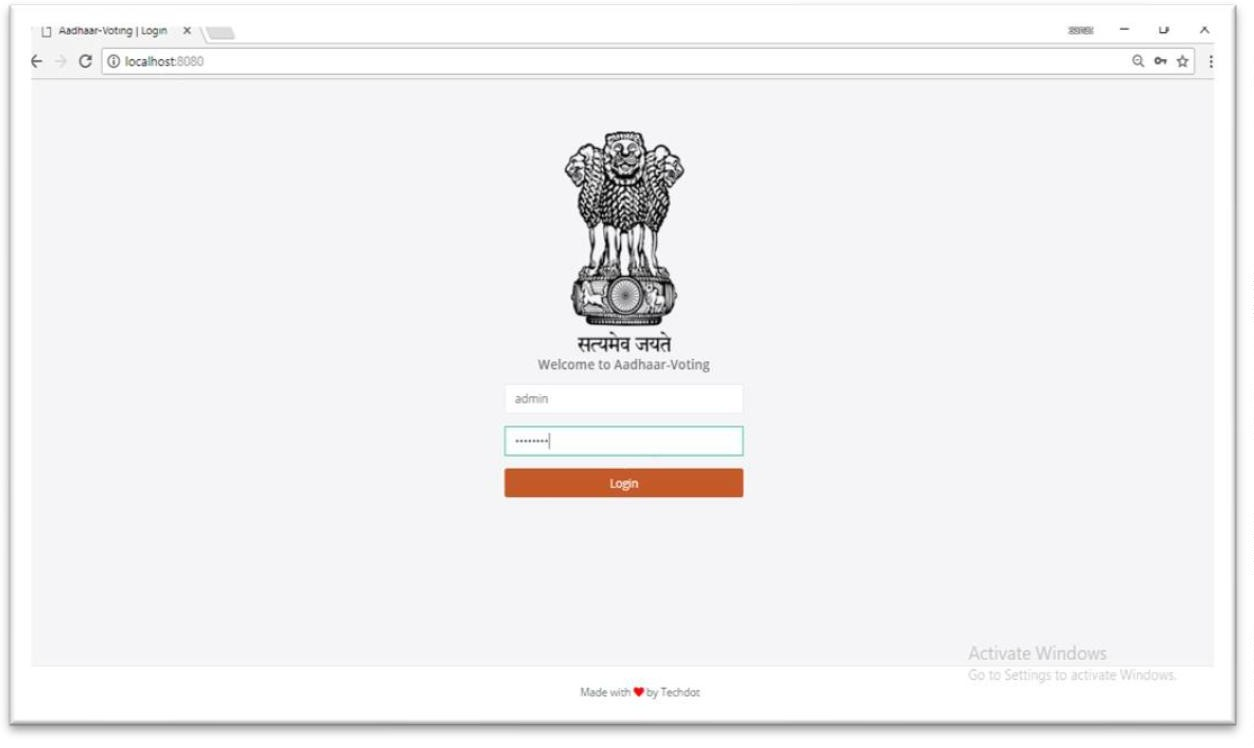 Aadhaar-Voting | Login
localhost:8080
सत्यमेव जयते
Welcome to Aadhaar-Voting
admin
••••••••
Login
Activate Windows
Go to Settings to activate Windows.
Made with ❤ by Techdot